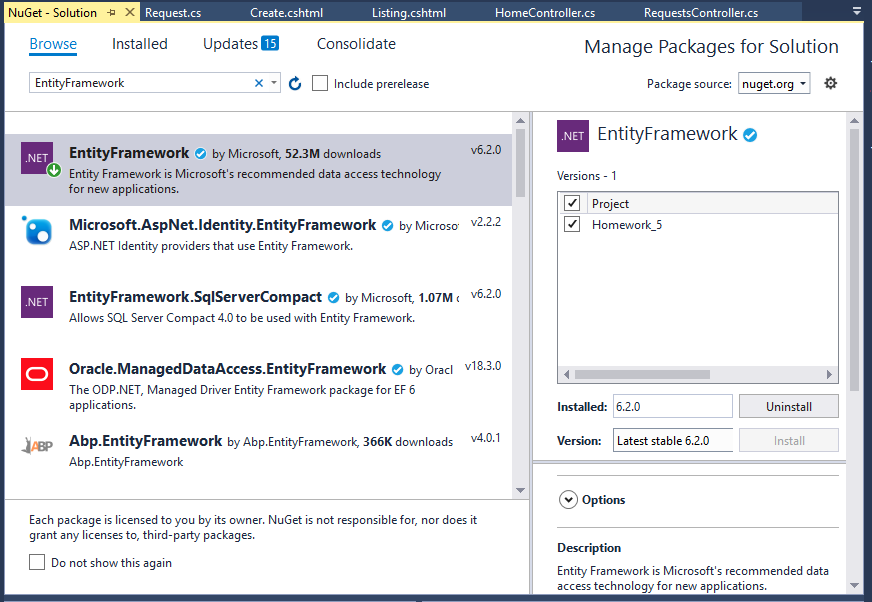 NuGet - Solution
Request.cs
Create.cshtml
Listing.cshtml
HomeController.cs
RequestsController.cs
Browse
Installed
Updates 15
Consolidate
Manage Packages for Solution
EntityFramework
Include prerelease
Package source: nuget.org
.NET
EntityFramework by Microsoft, 52.3M downloads
v6.2.0
Entity Framework is Microsoft's recommended data access technology
for new applications.
Microsoft.AspNet.Identity.EntityFramework by Microso
v2.2.2
ASP.NET Identity providers that use Entity Framework.
.NET
EntityFramework.SqlServerCompact by Microsoft, 1.07M
v6.2.0
Allows SQL Server Compact 4.0 to be used with Entity Framework.
Oracle.ManagedDataAccess.EntityFramework by Oracl
v18.3.0
The ODP.NET, Managed Driver Entity Framework package for EF 6
applications.
ABP
Abp.EntityFramework by Abp.EntityFramework, 366K downloads
v4.0.1
Abp.EntityFramework
Each package is licensed to you by its owner. NuGet is not responsible for, nor does it
grant any licenses to, third-party packages.
Do not show this again
.NET
EntityFramework
Versions - 1
Project
Homework_5
Installed: 6.2.0
Uninstall
Version: Latest stable 6.2.0
Install
Options
Description
Entity Framework is Microsoft's recommended data
access technology for new applications.